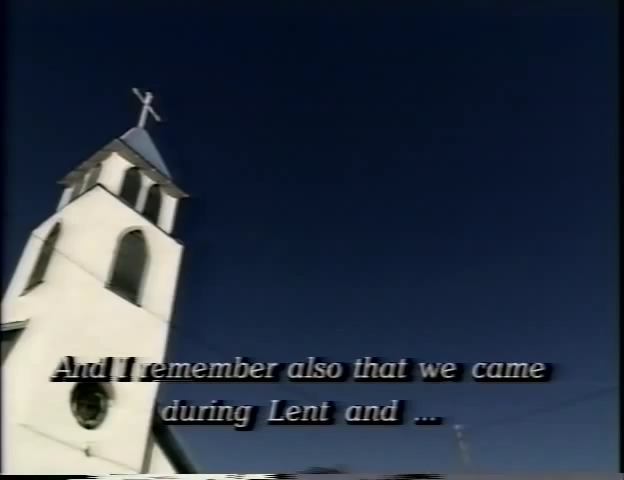 And I remember also that we came
during Lent and ...